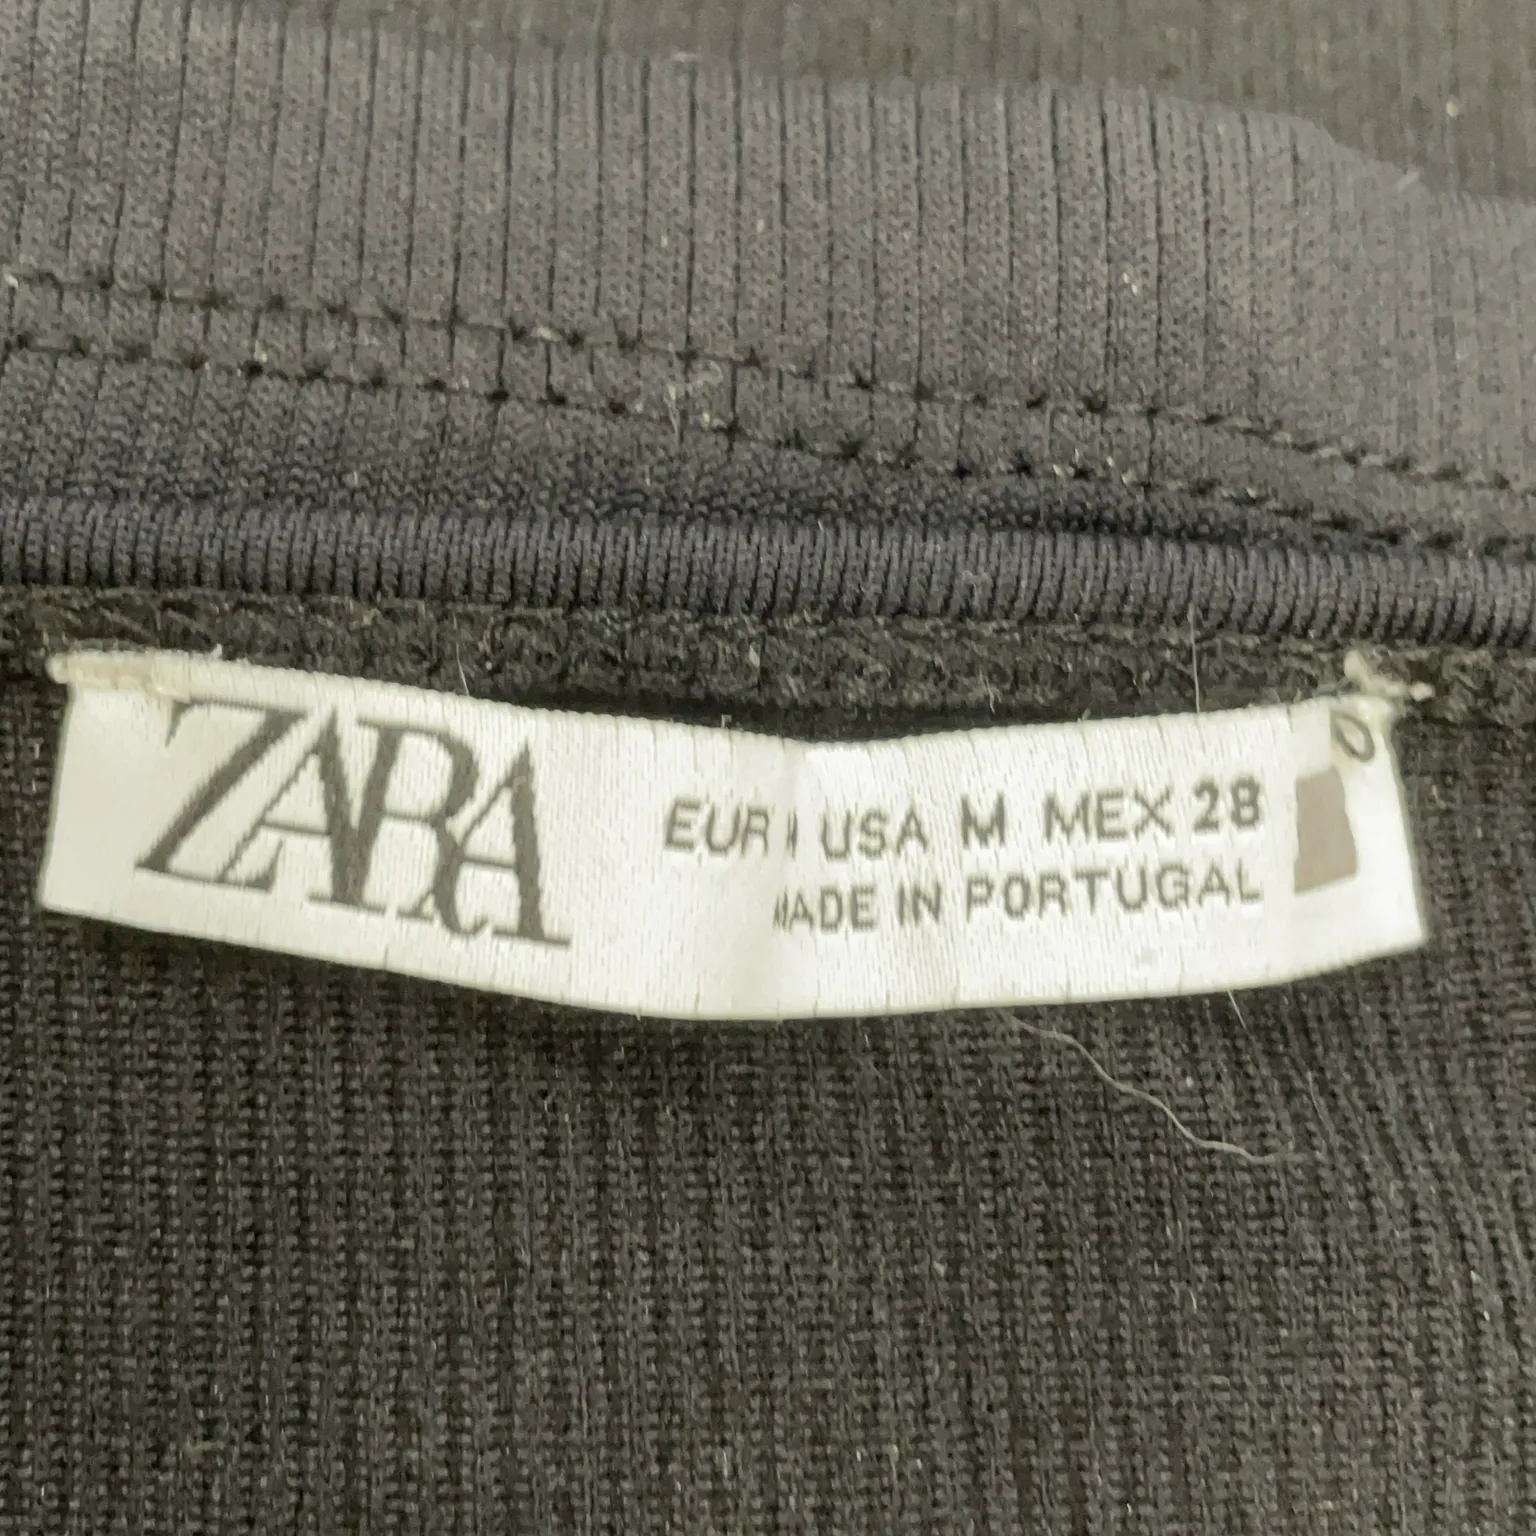 ZARA
EUR USA M MEX 28
MADE IN PORTUGAL